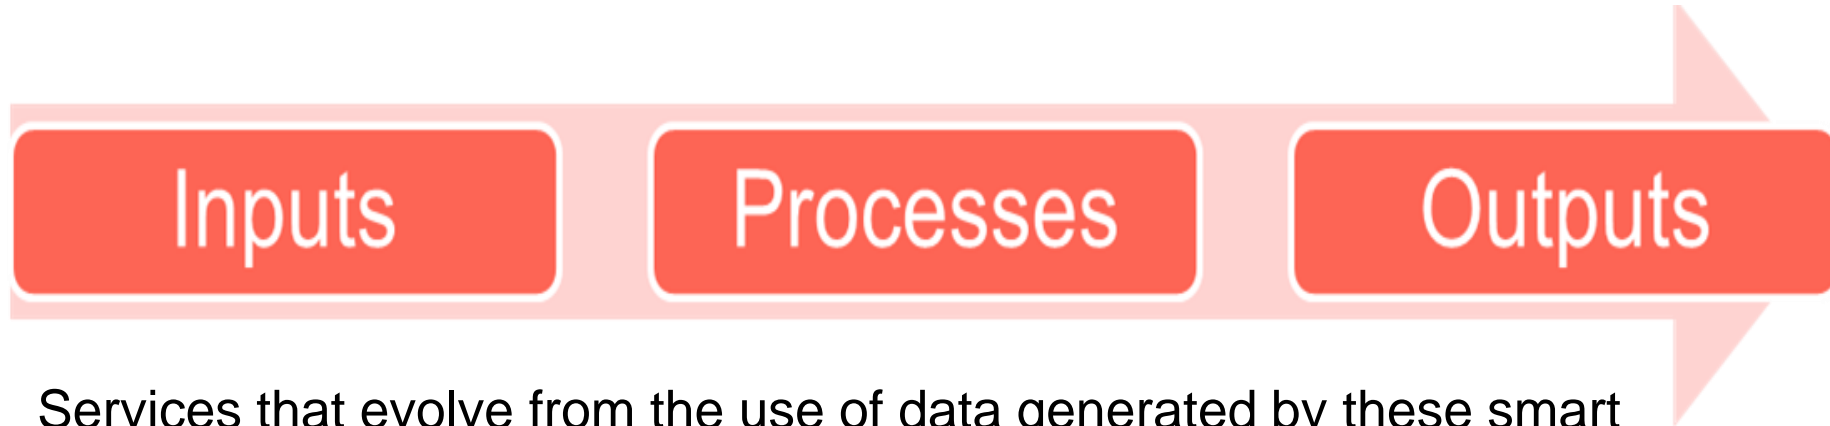 Inputs Processes Outputs
Services that evolve from the use of data generated by these smart